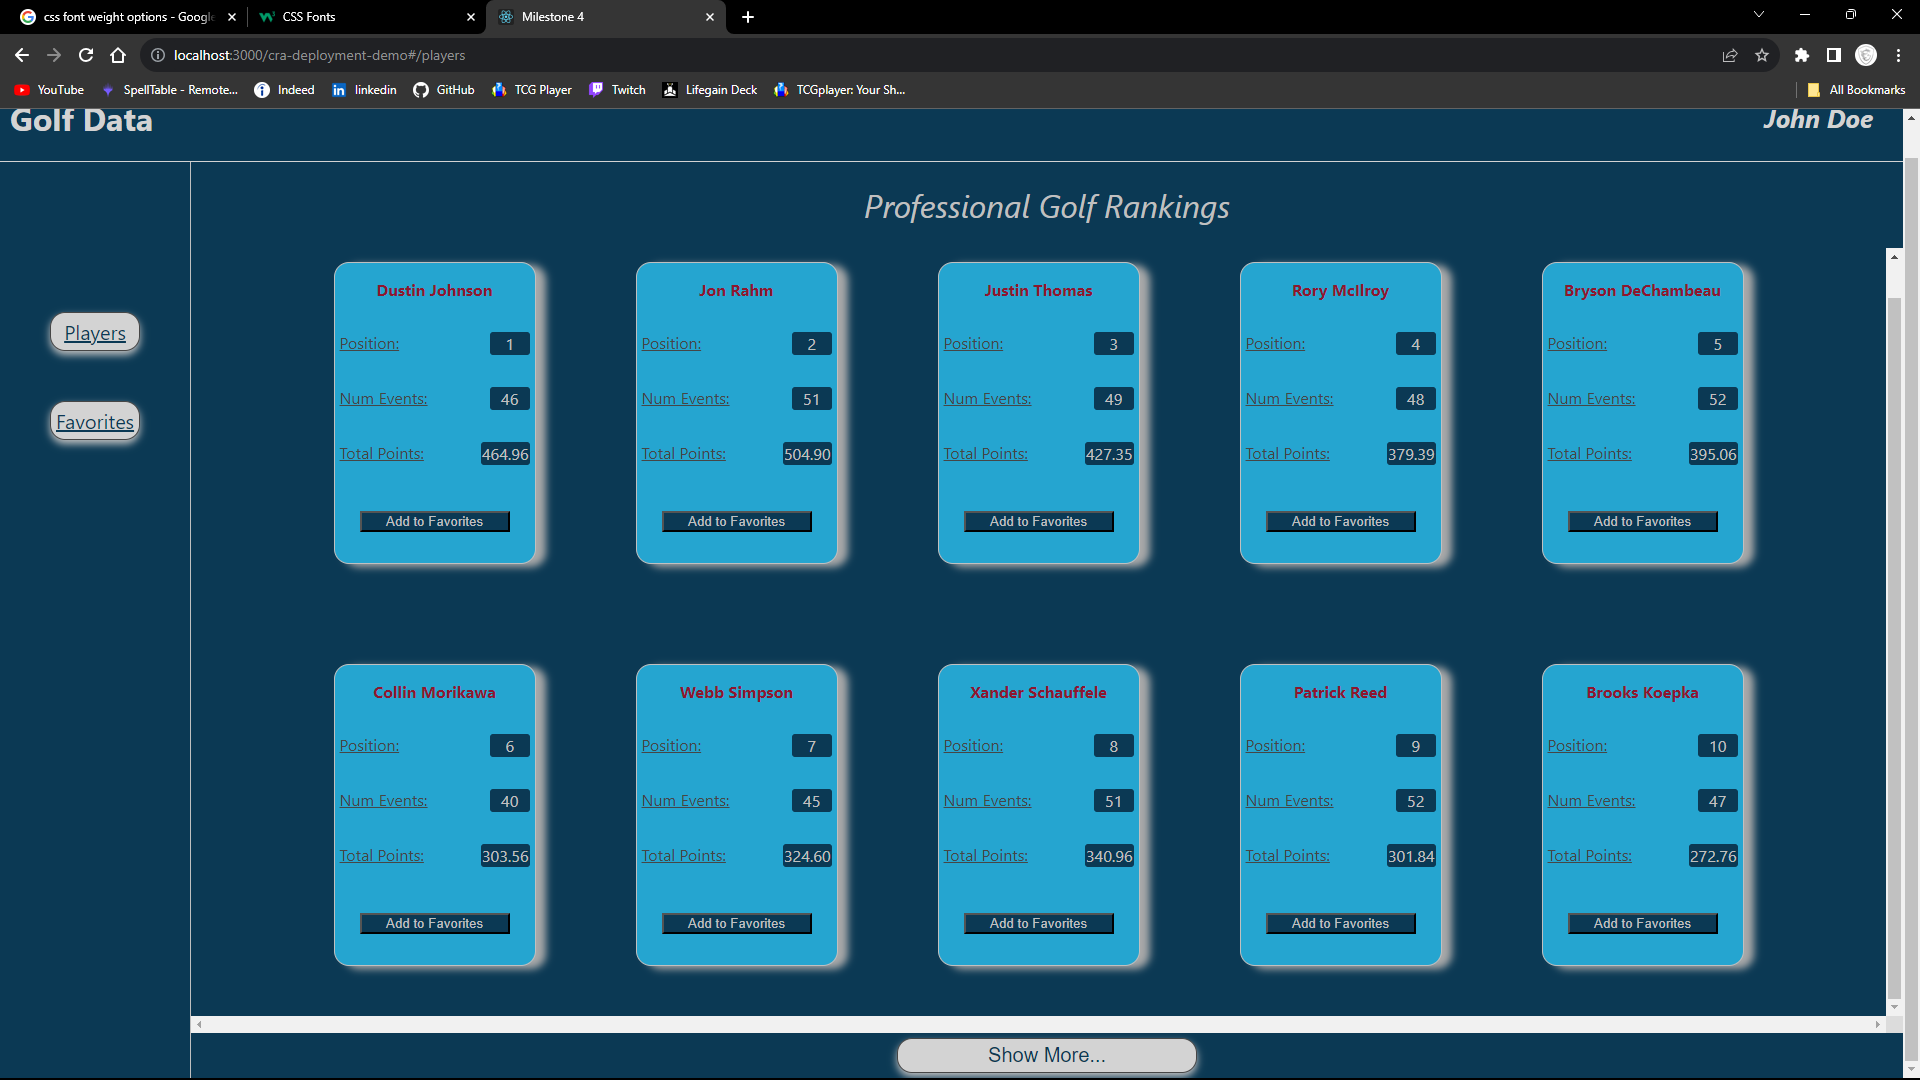 css font weight options - Google
CSS Fonts
Milestone 4
localhost:3000/cra-deployment-demo#/players
YouTube
SpellTable - Remote...
Indeed
linkedin
GitHub
TCG Player
Twitch
Lifegain Deck
TCGplayer: Your Sh...
All Bookmarks
Golf Data
John Doe
Players
Favorites
Professional Golf Rankings
Dustin Johnson
Position: 1
Num Events: 46
Total Points: 464.96
Add to Favorites
Jon Rahm
Position: 2
Num Events: 51
Total Points: 504.90
Add to Favorites
Justin Thomas
Position: 3
Num Events: 49
Total Points: 427.35
Add to Favorites
Rory McIlroy
Position: 4
Num Events: 48
Total Points: 379.39
Add to Favorites
Bryson DeChambeau
Position: 5
Num Events: 52
Total Points: 395.06
Add to Favorites
Collin Morikawa
Position: 6
Num Events: 40
Total Points: 303.56
Add to Favorites
Webb Simpson
Position: 7
Num Events: 45
Total Points: 324.60
Add to Favorites
Xander Schauffele
Position: 8
Num Events: 51
Total Points: 340.96
Add to Favorites
Patrick Reed
Position: 9
Num Events: 52
Total Points: 301.84
Add to Favorites
Brooks Koepka
Position: 10
Num Events: 47
Total Points: 272.76
Add to Favorites
Show More...